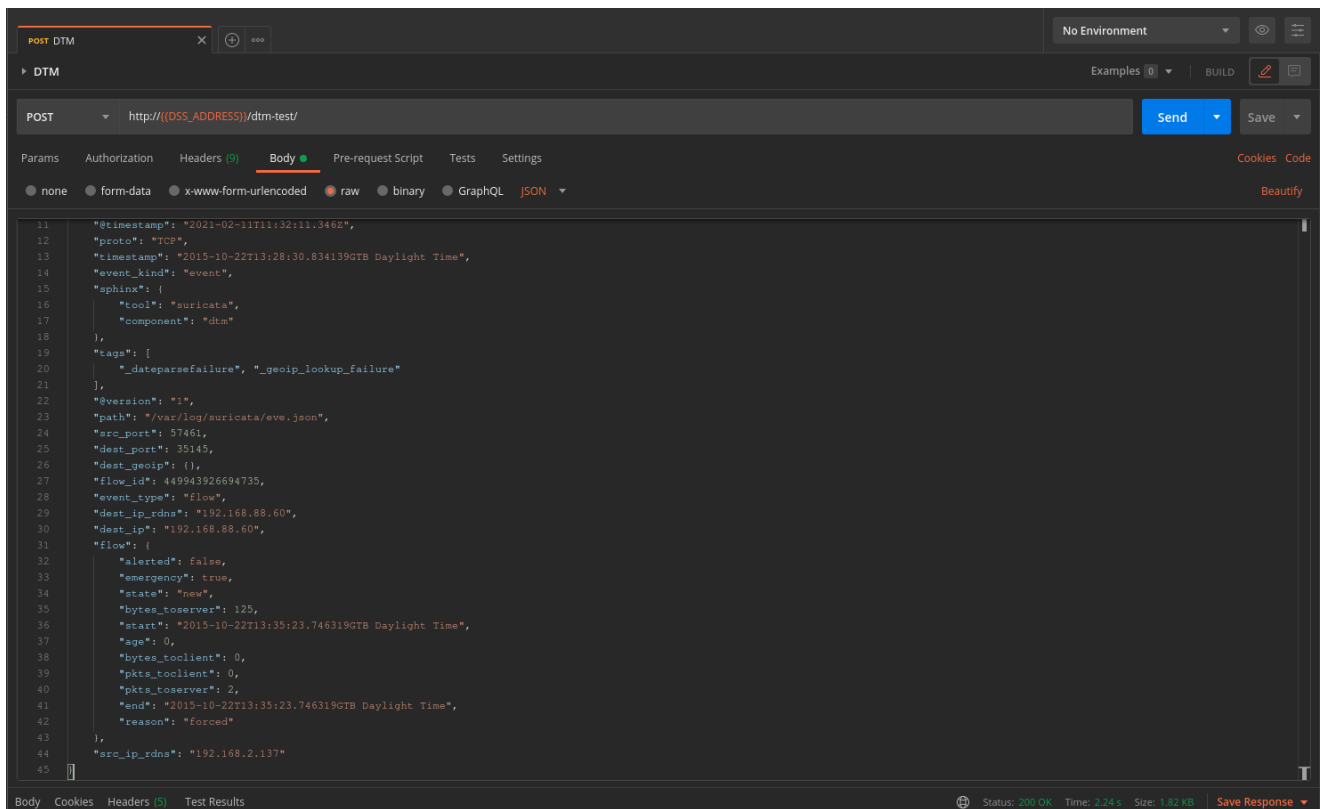 POST DTM
No Environment
DTM
Examples 0
BUILD
POST
http://{{DSS_ADDRESS}}/dtm-test/
Send
Save
Params Authorization Headers (9) Body Pre-request Script Tests Settings
Cookies Code
none form-data x-www-form-urlencoded raw binary GraphQL JSON
Beautify
11 "@timestamp": "2021-02-11T11:32:11.346Z",
12 "proto": "TCP",
13 "timestamp": "2015-10-22T13:28:30.834139GTB Daylight Time",
14 "event_kind": "event",
15 "sphinx": {
16 "tool": "suricata",
17 "component": "dtm"
18 },
19 "tags": [
20 "_dateparsefailure", "_geoip_lookup_failure"
21 ],
22 "@version": "1",
23 "path": "/var/log/suricata/eve.json",
24 "src_port": 57461,
25 "dest_port": 35145,
26 "dest_geoip": {},
27 "flow_id": 449943926694735,
28 "event_type": "flow",
29 "dest_ip_rdns": "192.168.88.60",
30 "dest_ip": "192.168.88.60",
31 "flow": {
32 "alerted": false,
33 "emergency": true,
34 "state": "new",
35 "bytes_toserver": 125,
36 "start": "2015-10-22T13:35:23.746319GTB Daylight Time",
37 "age": 0,
38 "bytes_toclient": 0,
39 "pkts_toclient": 0,
40 "pkts_toserver": 2,
41 "end": "2015-10-22T13:35:23.746319GTB Daylight Time",
42 "reason": "forced"
43 },
44 "src_ip_rdns": "192.168.2.137"
45 }
Body Cookies Headers (5) Test Results
Status: 200 OK Time: 2.24 s Size: 1.82 KB Save Response